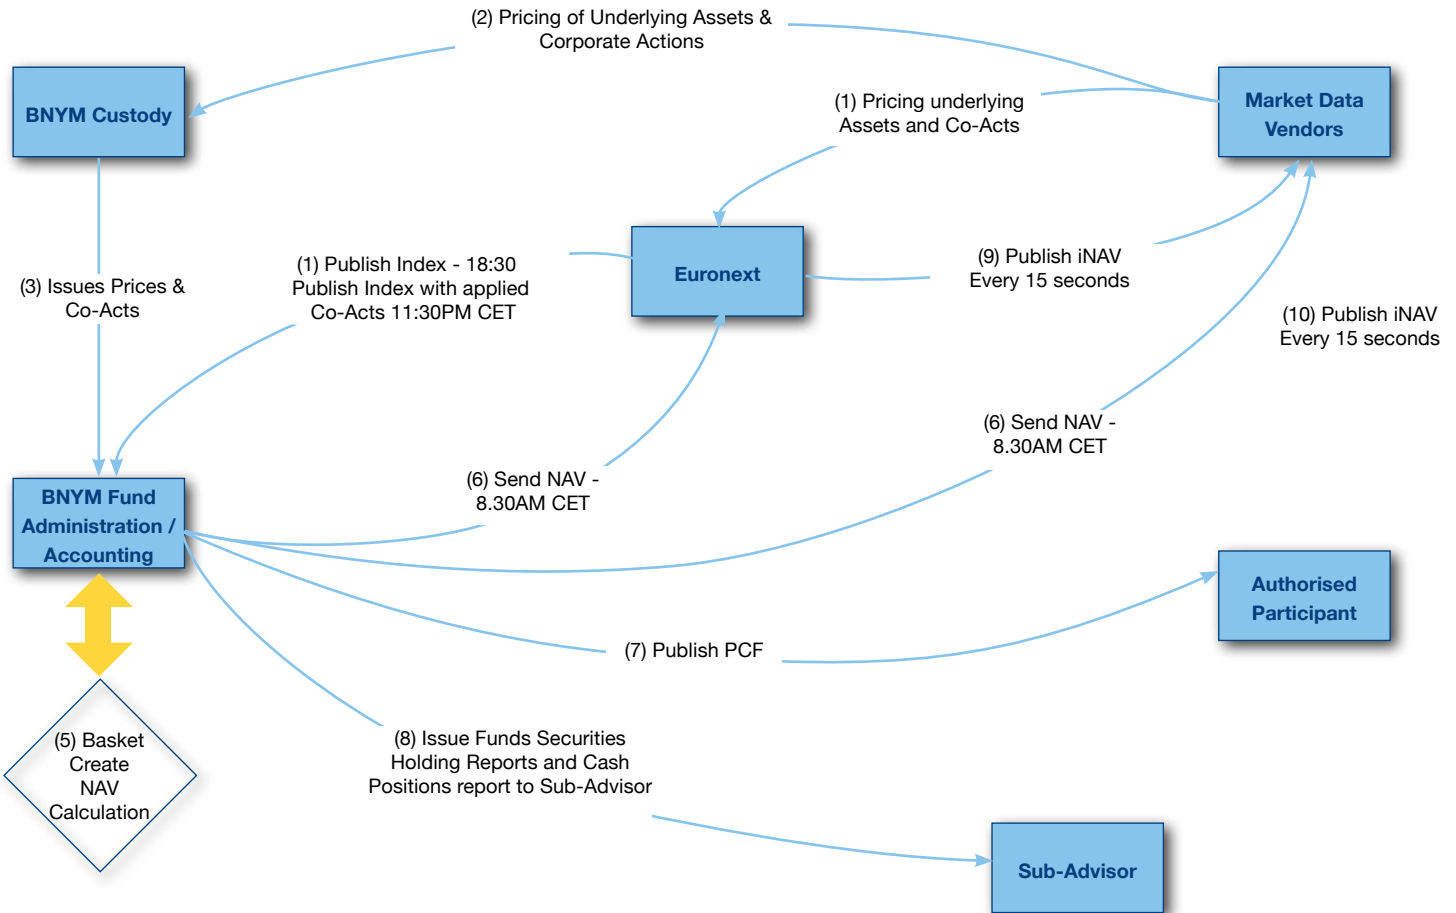 (2) Pricing of Underlying Assets &
Corporate Actions
BNYM Custody
(1) Pricing underlying
Assets and Co-Acts
Market Data
Vendors
(3) Issues Prices &
Co-Acts
(1) Publish Index - 18:30
Publish Index with applied
Co-Acts 11:30PM CET
Euronext
(9) Publish iNAV
Every 15 seconds
(10) Publish iNAV
Every 15 seconds
(6) Send NAV -
8.30AM CET
(6) Send NAV -
8.30AM CET
BNYM Fund
Administration /
Accounting
Authorised
Participant
(7) Publish PCF
(5) Basket
Create
NAV
Calculation
(8) Issue Funds Securities
Holding Reports and Cash
Positions report to Sub-Advisor
Sub-Advisor